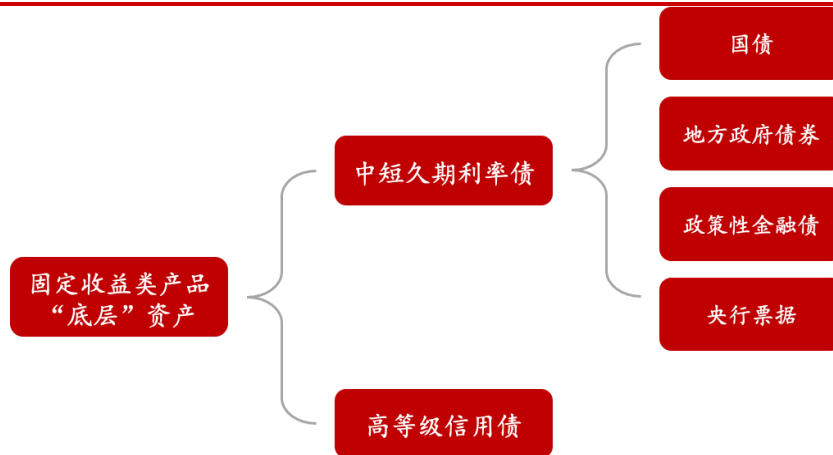 国债
地方政府债券
中短久期利率债
政策性金融债
固定收益类产品
“底层”资产
央行票据
高等级信用债